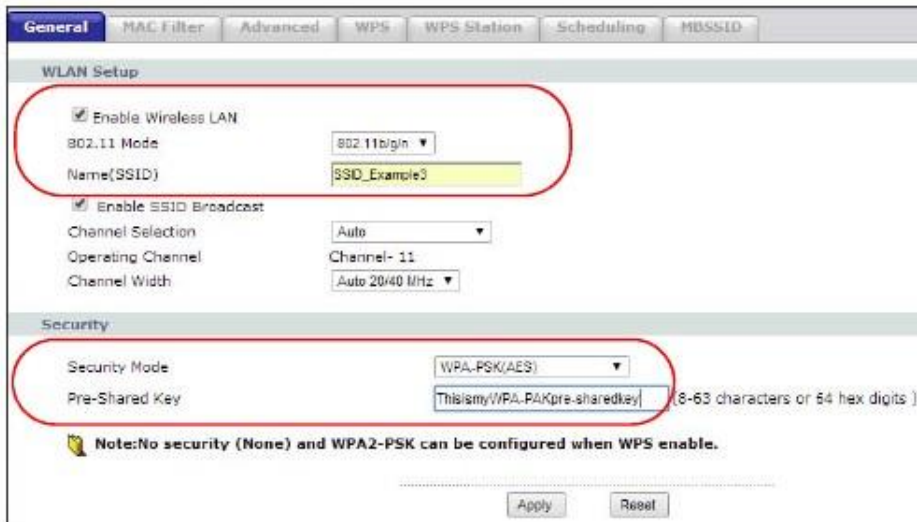 General MAC Filter Advanced WPS WPS Station Scheduling MBSSID
WLAN Setup
Enable Wireless LAN
802.11 Mode 802.11b/g/n
Name(SSID) SSID_Example3
Enable SSID Broadcast
Channel Selection Auto
Operating Channel Channel- 11
Channel Width Auto 20/40 MHz
Security
Security Mode WPA-PSK(AES)
Pre-Shared Key ThisismyWPA-PAKpre-sharedkey (8-63 characters or 64 hex digits )
Note:No security (None) and WPA2-PSK can be configured when WPS enable.
Apply Reset